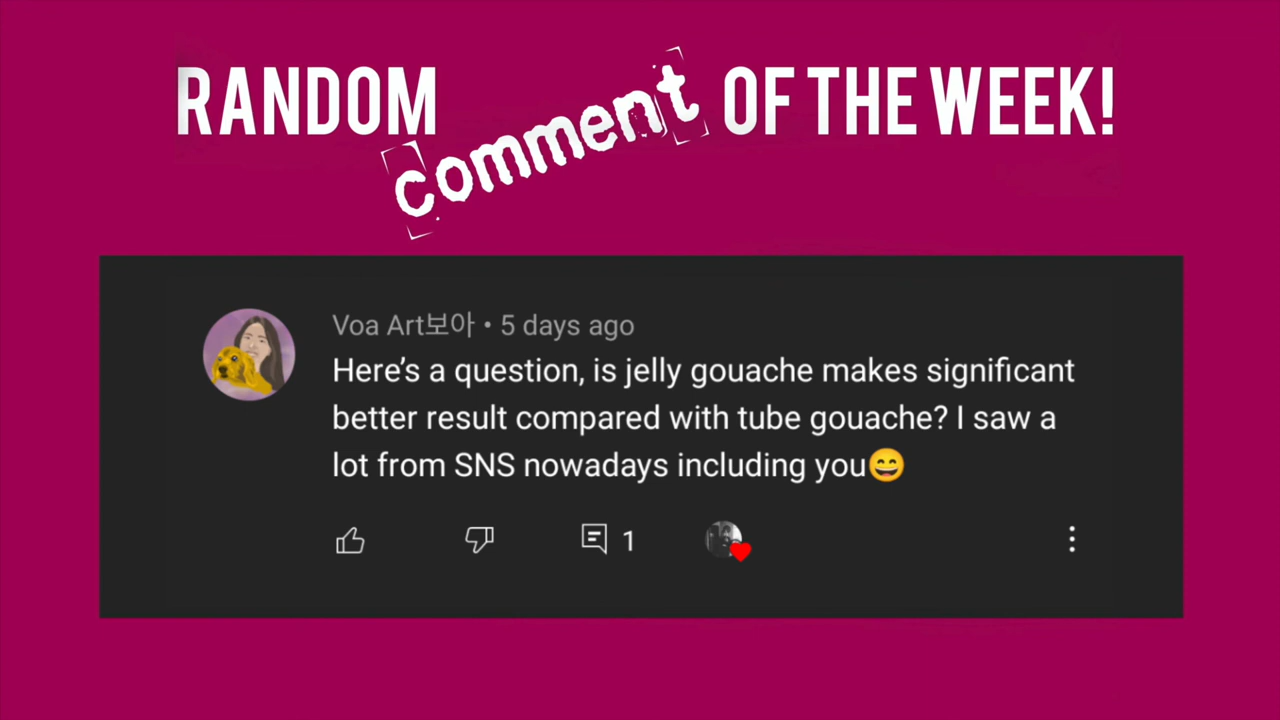 RANDOM comment OF THE WEEK!
Voa Art보아 • 5 days ago
Here’s a question, is jelly gouache makes significant
better result compared with tube gouache? I saw a
lot from SNS nowadays including you😄
1